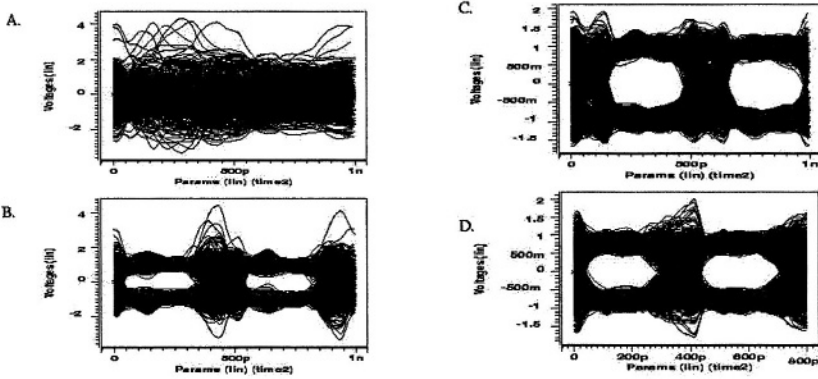 A.
4
2
0
-2
Voltages (lin)
0
500p
1n
Params (lin) (time2)
B.
4
2
0
-2
Voltages (lin)
0
500p
1n
Params (lin) (time2)
C.
2
1.5
1
500m
0
-500m
-1
-1.5
Voltages (lin)
0
500p
1n
Params (lin) (time2)
D.
2
1.5
1
500m
0
-500m
-1
-1.5
Voltages (lin)
0
200p
400p
600p
800p
Params (lin) (time2)